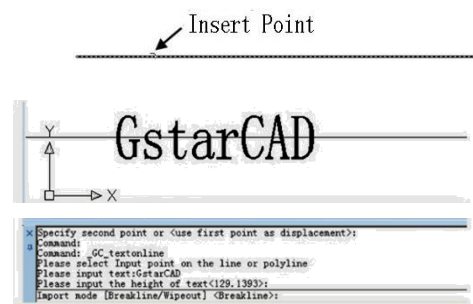 Insert Point
Y
GstarCAD
X
Specify second point or <use first point as displacement>:
Command:
Command: _GC_textonline
Please select Input point on the line or polyline
Please input text:GstarCAD
Please input the height of text<129.1393>:
Import mode [Breakline/Wipeout] <Breakline>: